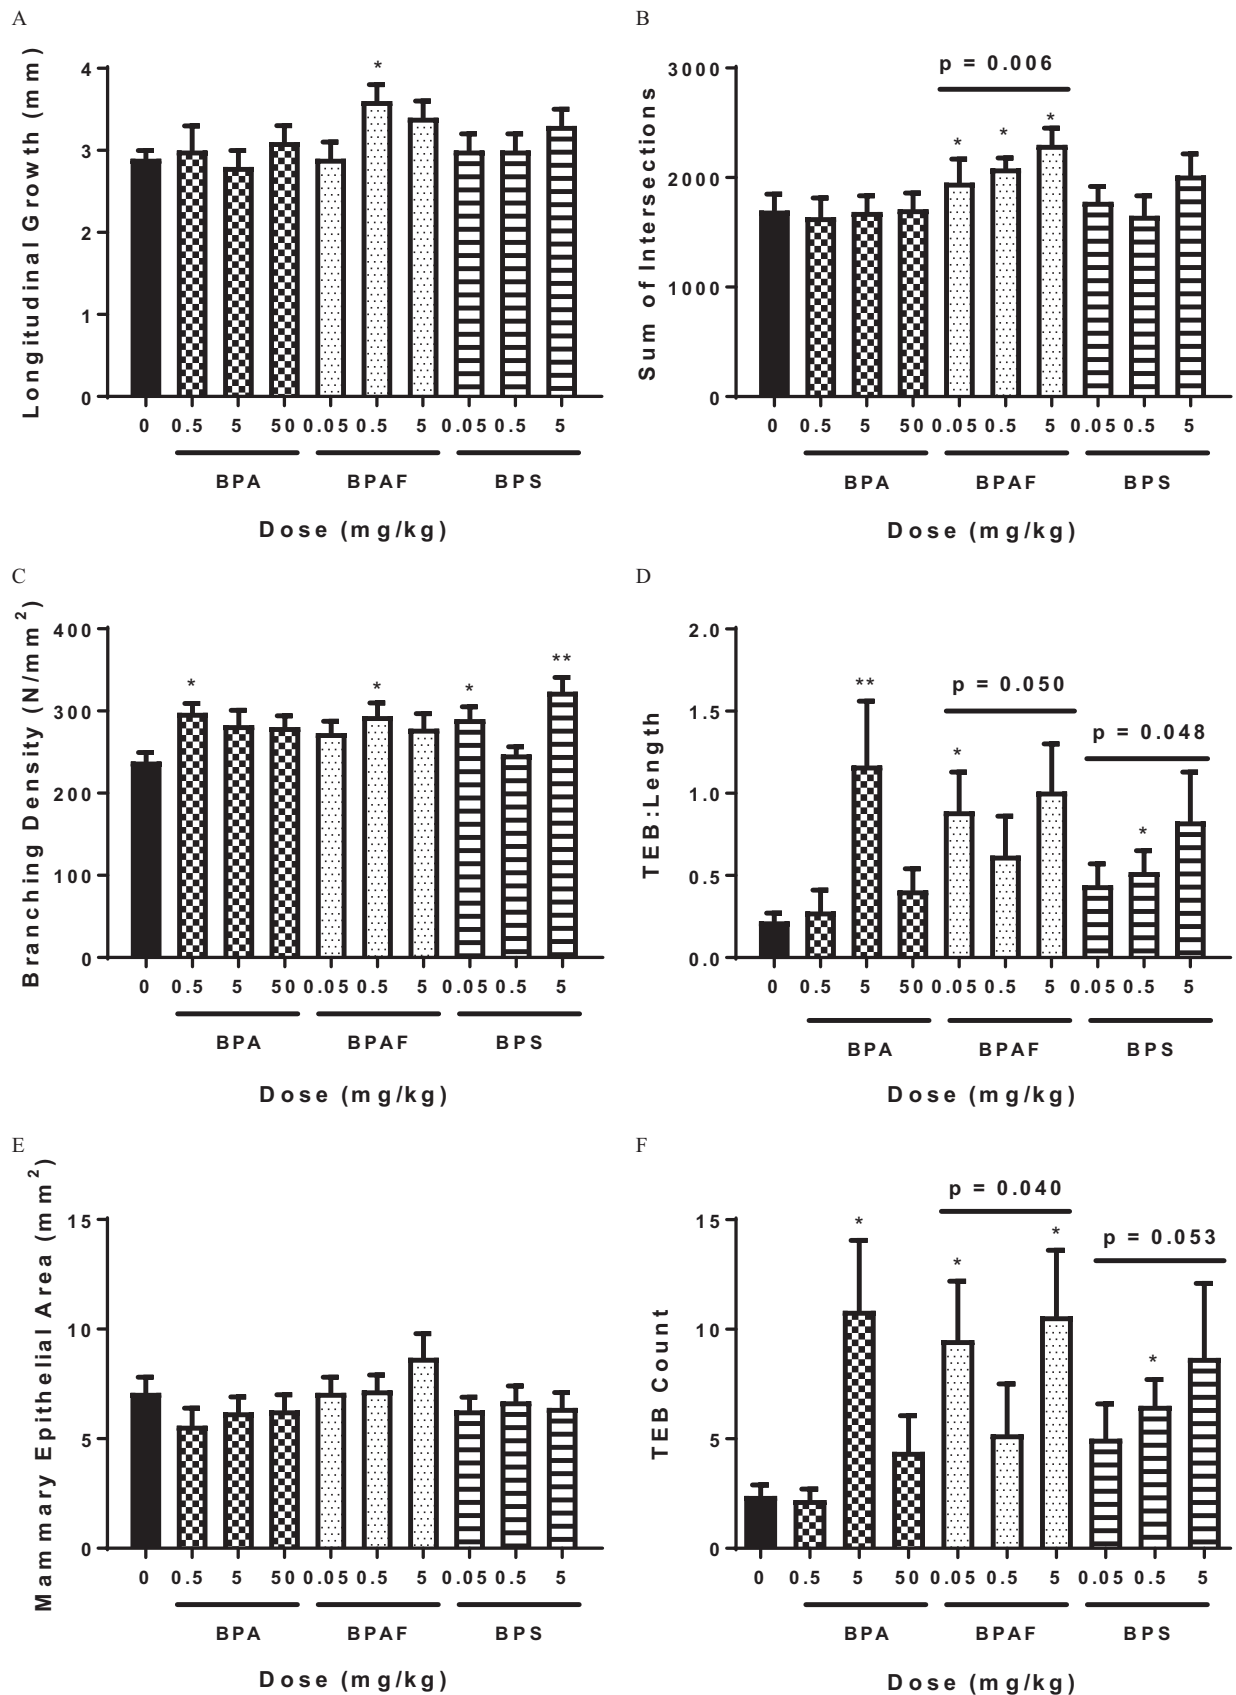 A
Longitudinal Growth (mm)
4
3
2
1
0
*
0 0.5 5 50 0.05 0.5 5 0.05 0.5 5
BPA BPAF BPS
Dose (mg/kg)
B
Sum of Intersections
3000
2000
1000
0
p = 0.006
* * *
0 0.5 5 50 0.05 0.5 5 0.05 0.5 5
BPA BPAF BPS
Dose (mg/kg)
C
Branching Density (N/mm²)
400
300
200
100
0
* * * **
0 0.5 5 50 0.05 0.5 5 0.05 0.5 5
BPA BPAF BPS
Dose (mg/kg)
D
TEB:Length
2.0
1.5
1.0
0.5
0.0
p = 0.050
p = 0.048
** * *
0 0.5 5 50 0.05 0.5 5 0.05 0.5 5
BPA BPAF BPS
Dose (mg/kg)
E
Mammary Epithelial Area (mm²)
15
10
5
0
0 0.5 5 50 0.05 0.5 5 0.05 0.5 5
BPA BPAF BPS
Dose (mg/kg)
F
TEB Count
15
10
5
0
p = 0.040
p = 0.053
* * * *
0 0.5 5 50 0.05 0.5 5 0.05 0.5 5
BPA BPAF BPS
Dose (mg/kg)